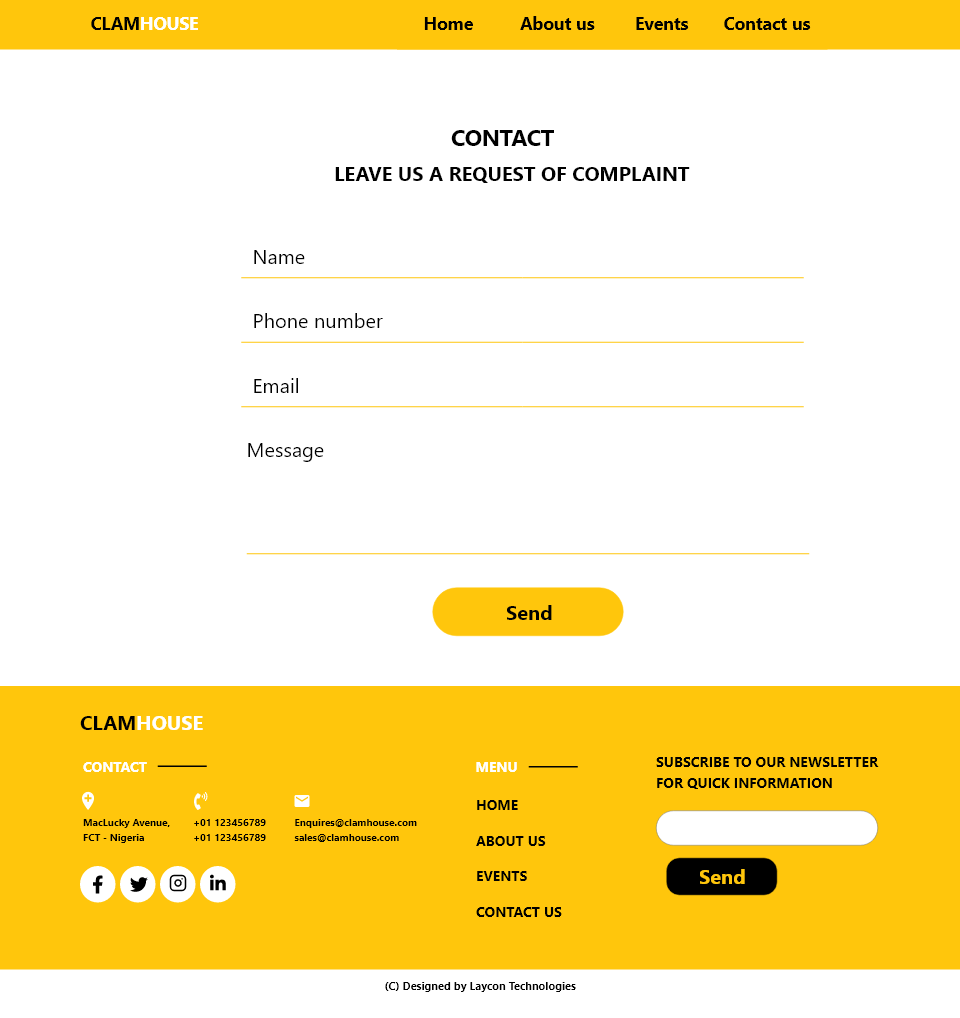 CLAMHOUSE Home About us Events Contact us
CONTACT
LEAVE US A REQUEST OF COMPLAINT
Name
Phone number
Email
Message
Send
CLAMHOUSE
CONTACT
MacLucky Avenue,
FCT - Nigeria
+01 123456789
+01 123456789
Enquires@clamhouse.com
sales@clamhouse.com
MENU
HOME
ABOUT US
EVENTS
CONTACT US
SUBSCRIBE TO OUR NEWSLETTER
FOR QUICK INFORMATION
Send
(C) Designed by Laycon Technologies